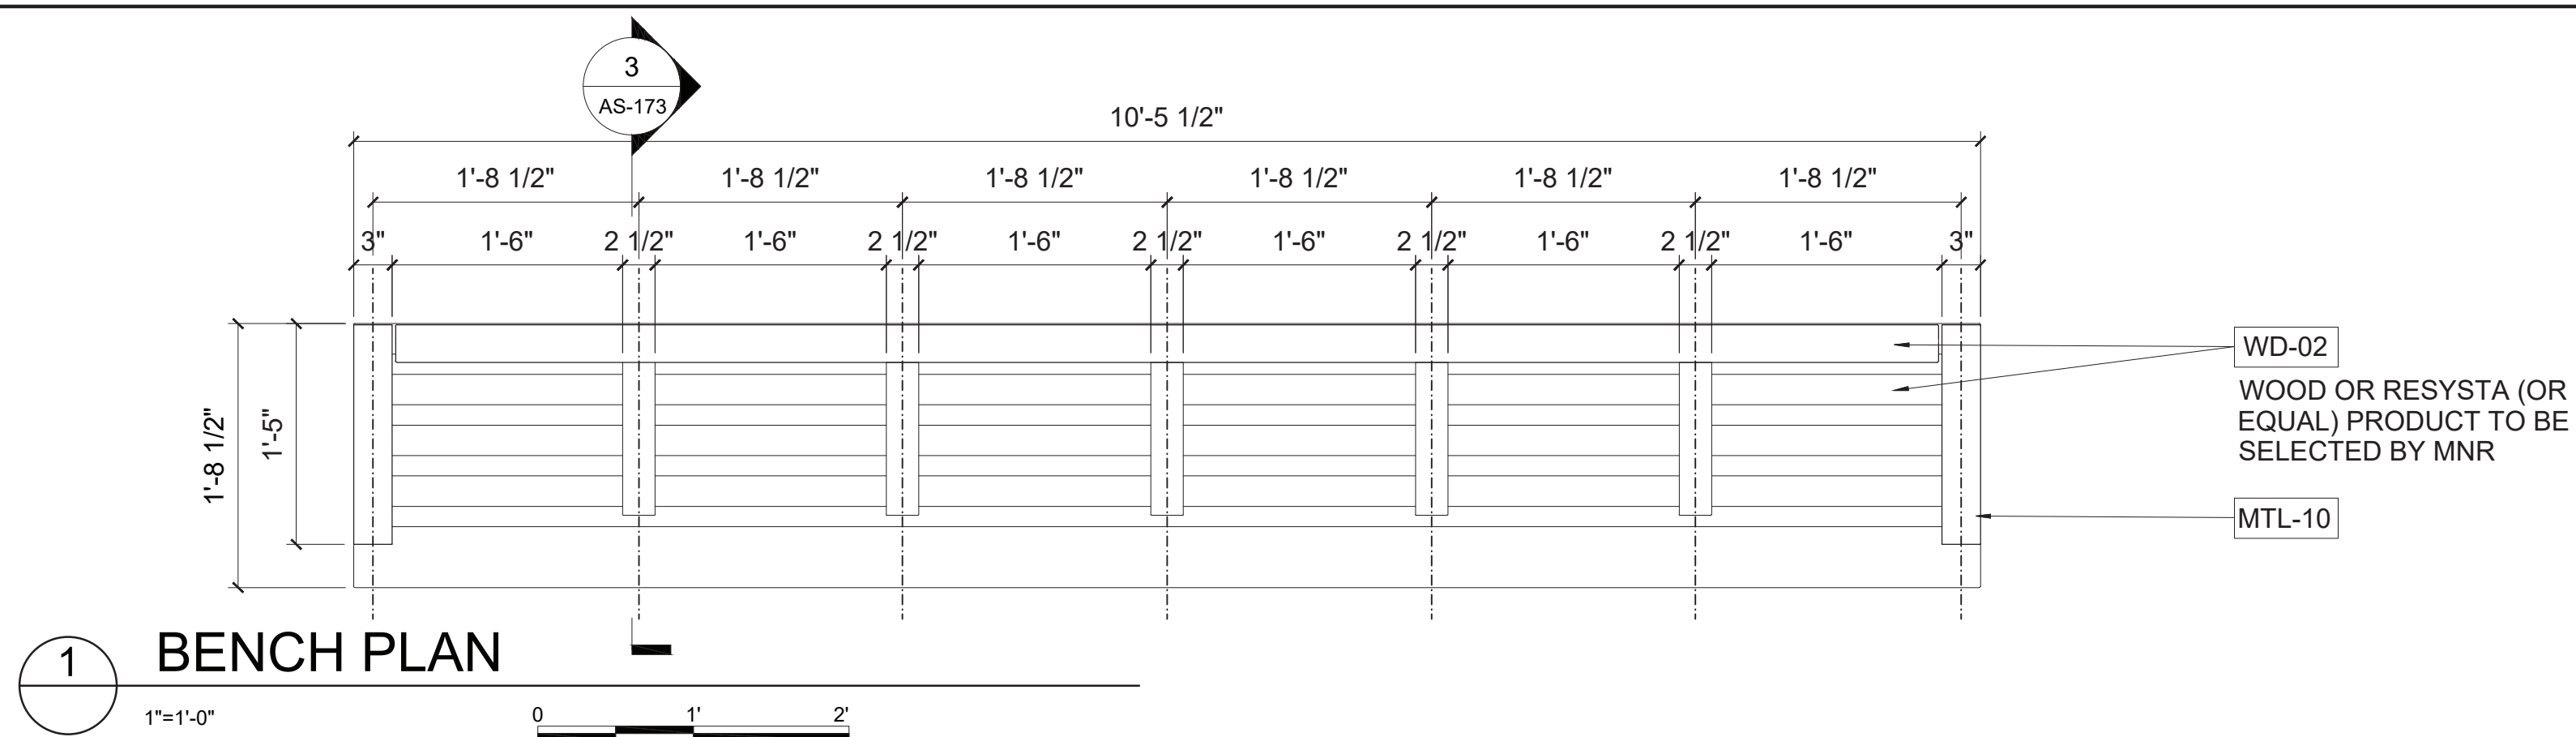 3
AS-173
10'-5 1/2"
1'-8 1/2" 1'-8 1/2" 1'-8 1/2" 1'-8 1/2" 1'-8 1/2" 1'-8 1/2"
3" 1'-6" 2 1/2" 1'-6" 2 1/2" 1'-6" 2 1/2" 1'-6" 2 1/2" 1'-6" 2 1/2" 1'-6" 3"
1'-8 1/2"
1'-5"
WD-02
WOOD OR RESYSTA (OR
EQUAL) PRODUCT TO BE
SELECTED BY MNR
MTL-10
1 BENCH PLAN
1"=1'-0"
0 1' 2'